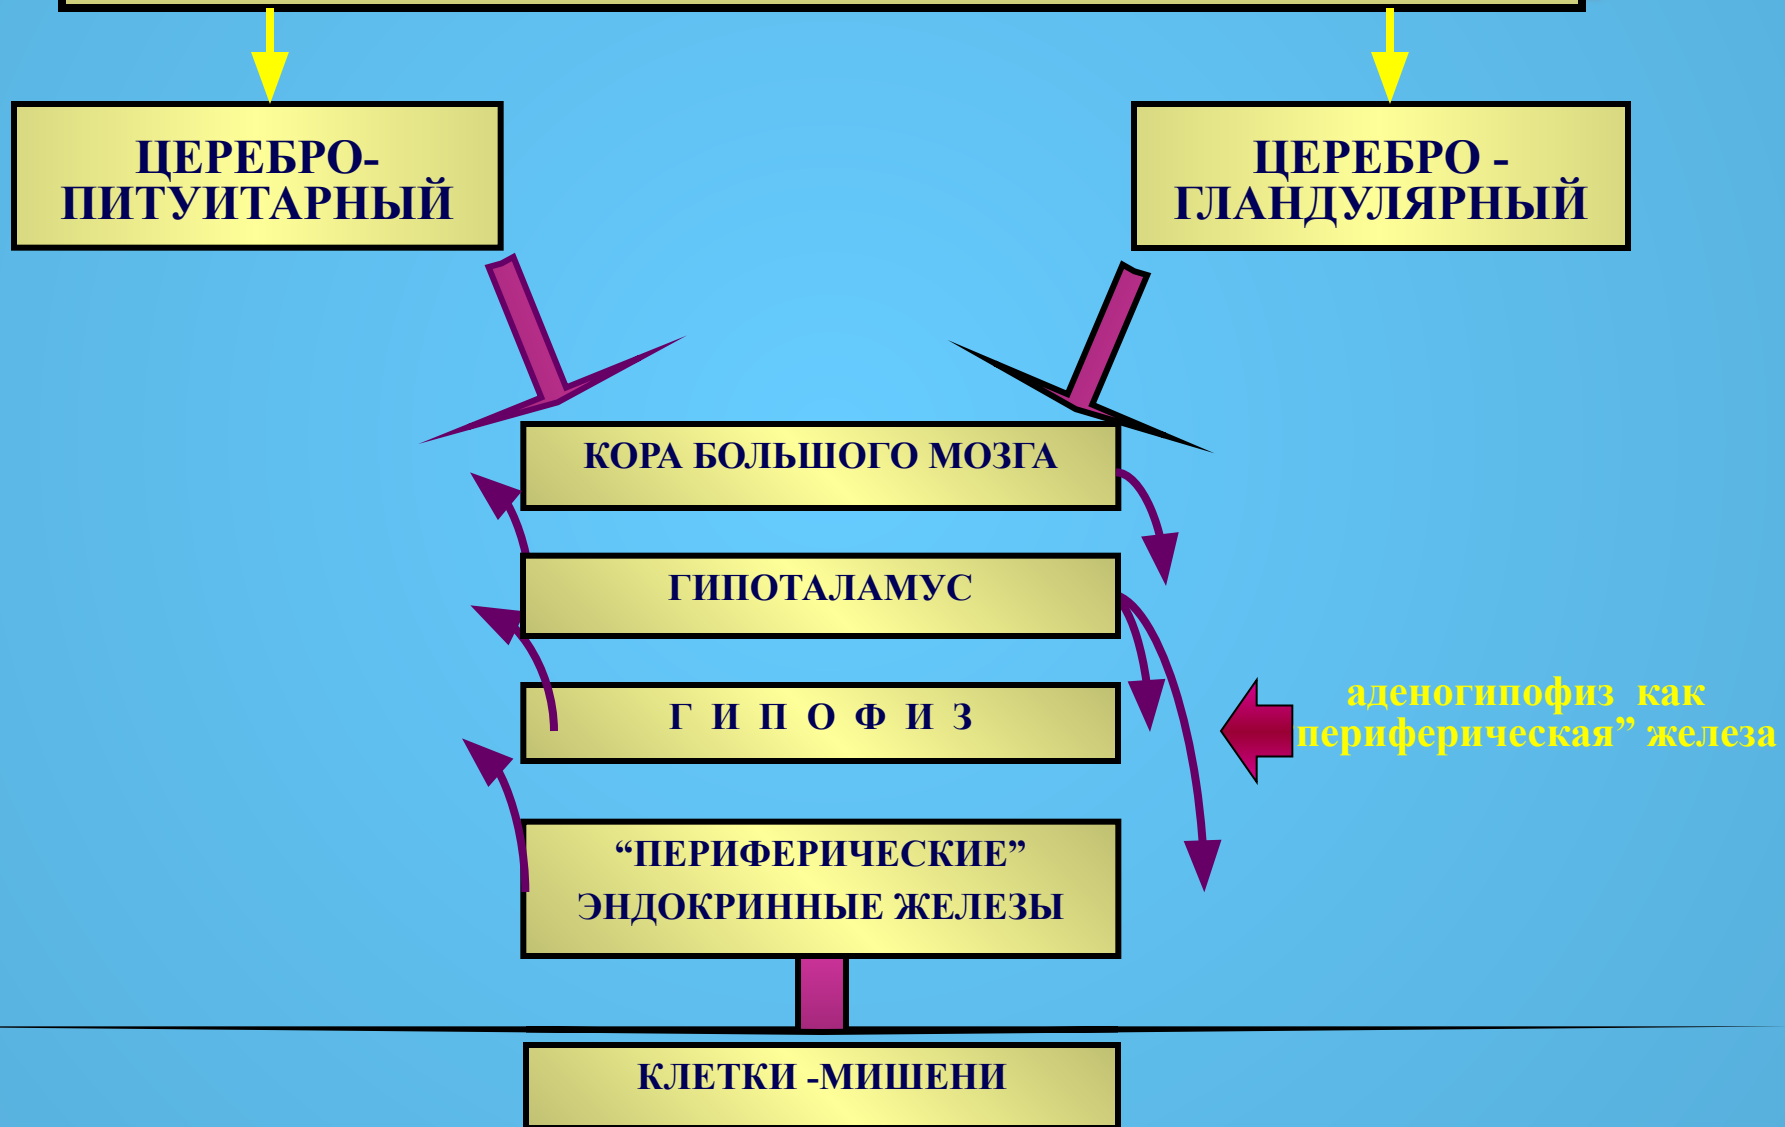 ЦЕРЕБРО-
ПИТУИТАРНЫЙ
ЦЕРЕБРО -
ГЛАНДУЛЯРНЫЙ
КОРА БОЛЬШОГО МОЗГА
ГИПОТАЛАМУС
Г И П О Ф И З
аденогипофиз как
периферическая” железа
“ПЕРИФЕРИЧЕСКИЕ”
ЭНДОКРИННЫЕ ЖЕЛЕЗЫ
КЛЕТКИ -МИШЕНИ